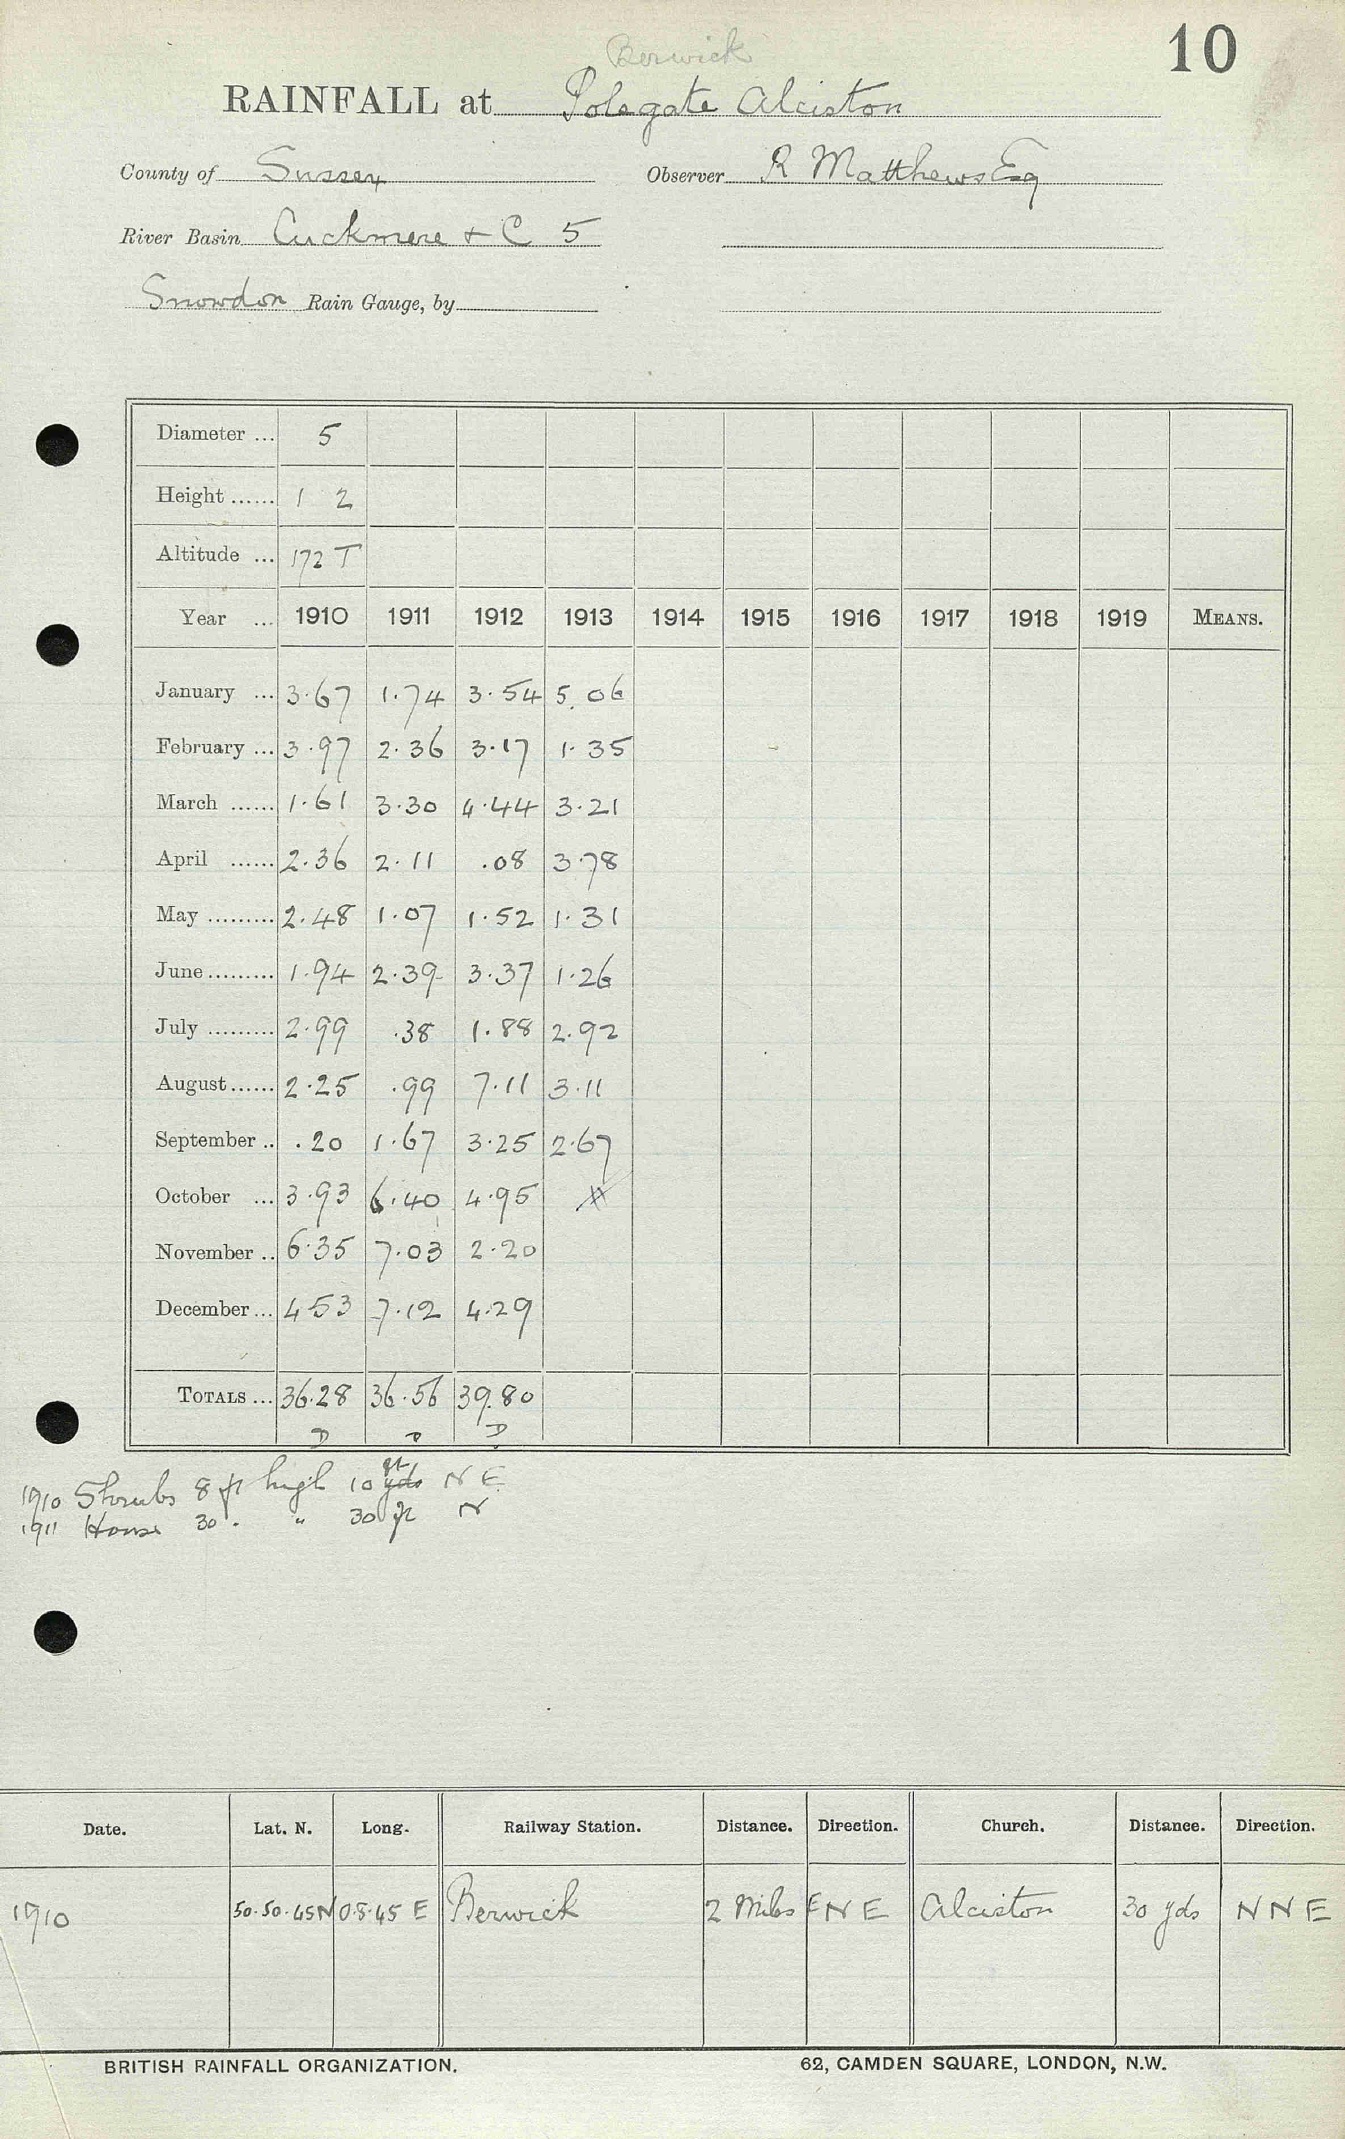 10
Berwick
RAINFALL at Polegate Alciston
County of Sussex Observer R Matthews Esq
River Basin Cuckmere + C 5
Snowdon Rain Gauge, by
Diameter ... 5
Height ...... 1 2
Altitude ... 172 T
Year ... 1910 1911 1912 1913 1914 1915 1916 1917 1918 1919 MEANS.
January ... 3.67 1.74 3.54 5.06
February ... 3.97 2.36 3.17 1.35
March ...... 1.61 3.30 4.44 3.21
April ...... 2.36 2.11 .08 3.78
May ......... 2.48 1.07 1.52 1.31
June ......... 1.94 2.39 3.37 1.26
July ......... 2.99 .38 1.88 2.92
August ...... 2.25 .99 7.11 3.11
September .. .20 1.67 3.25 2.67
October ... 3.93 6.40 4.95
November .. 6.35 7.03 2.20
December ... 4 53 7.12 4.29
TOTALS ... 36.28 36.56 39.80
D D D
1910 Shrubs 8 ft high 10 yds ft N E
1911 House 30 . " 30 ft N
Date. Lat. N. Long. Railway Station. Distance. Direction. Church. Distance. Direction.
1910 50.50.45N 0.8.45 E Berwick 2 Miles E N E Alciston 30 yds N N E
BRITISH RAINFALL ORGANIZATION. 62, CAMDEN SQUARE, LONDON, N.W.